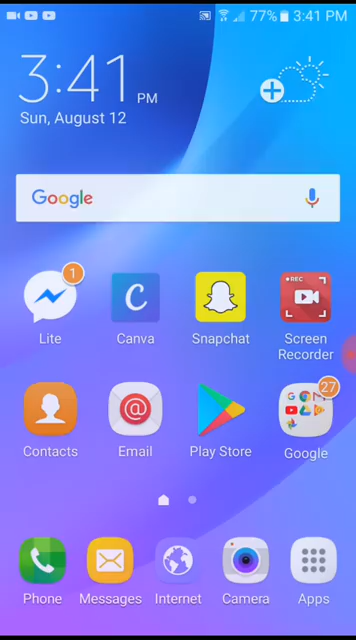 77% 3:41 PM
3:41 PM
Sun, August 12
Google
1
REC
Lite
Canva
Snapchat
Screen
Recorder
27
Contacts
Email
Play Store
Google
Phone
Messages
Internet
Camera
Apps